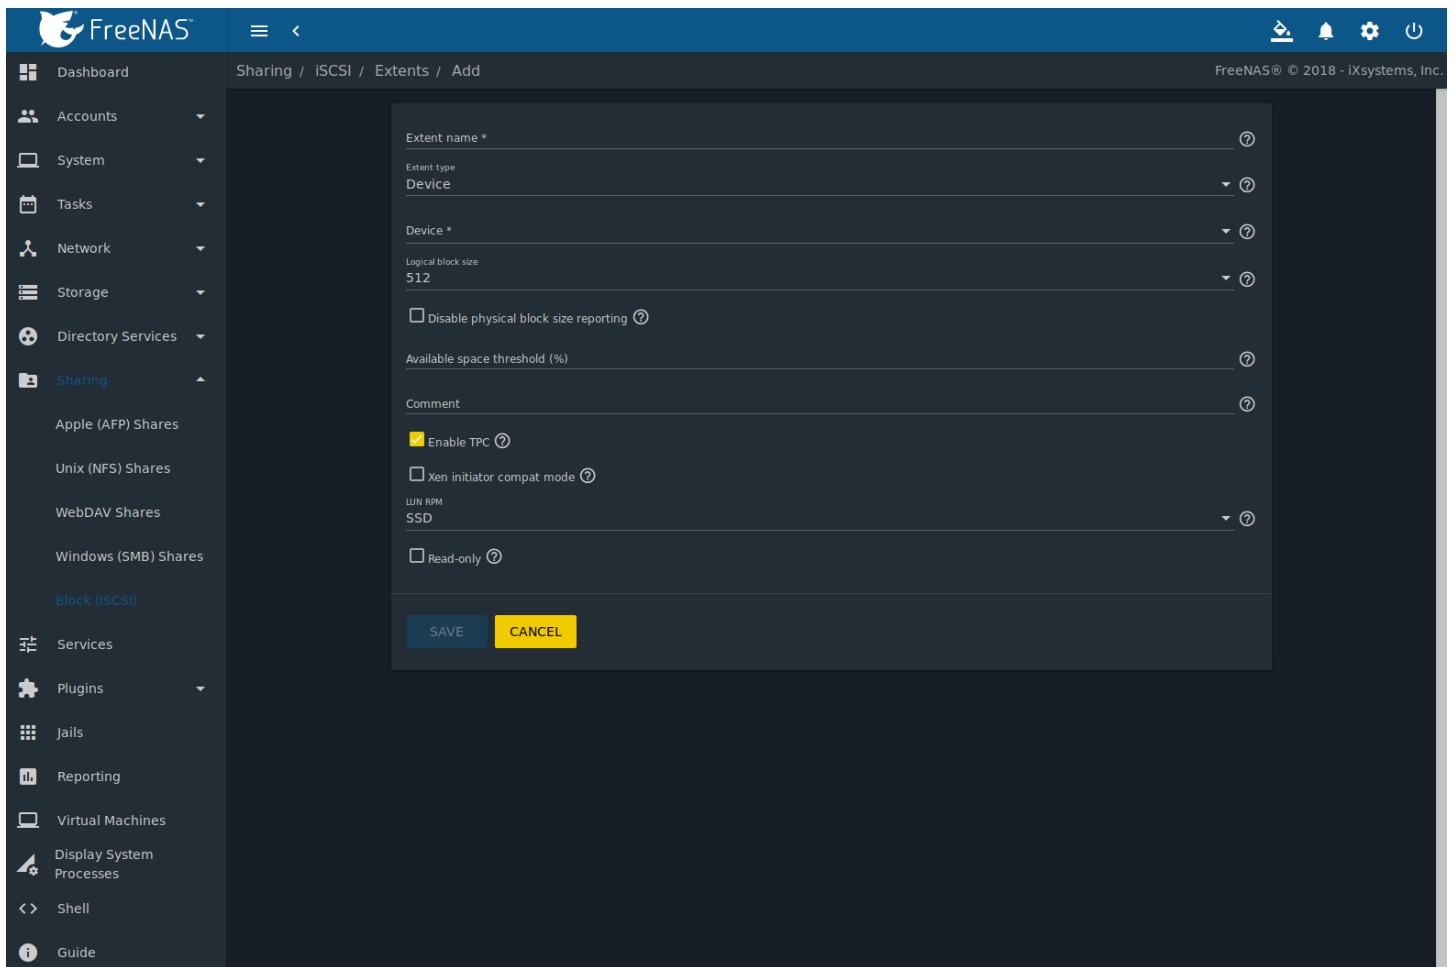 FreeNAS™
Dashboard
Accounts
System
Tasks
Network
Storage
Directory Services
Sharing
Apple (AFP) Shares
Unix (NFS) Shares
WebDAV Shares
Windows (SMB) Shares
Block (iSCSI)
Services
Plugins
Jails
Reporting
Virtual Machines
Display System
Processes
Shell
Guide
Sharing / iSCSI / Extents / Add
FreeNAS® © 2018 - iXsystems, Inc.
Extent name *
Extent type
Device
Device *
Logical block size
512
Disable physical block size reporting
Available space threshold (%)
Comment
Enable TPC
Xen initiator compat mode
LUN RPM
SSD
Read-only
SAVE CANCEL